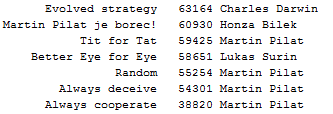 Evolved strategy 63164 Charles Darwin
Martin Pilat je borec! 60930 Honza Bilek
Tit for Tat 59425 Martin Pilat
Better Eye for Eye 58651 Lukas Surin
Random 55254 Martin Pilat
Always deceive 54301 Martin Pilat
Always cooperate 38820 Martin Pilat